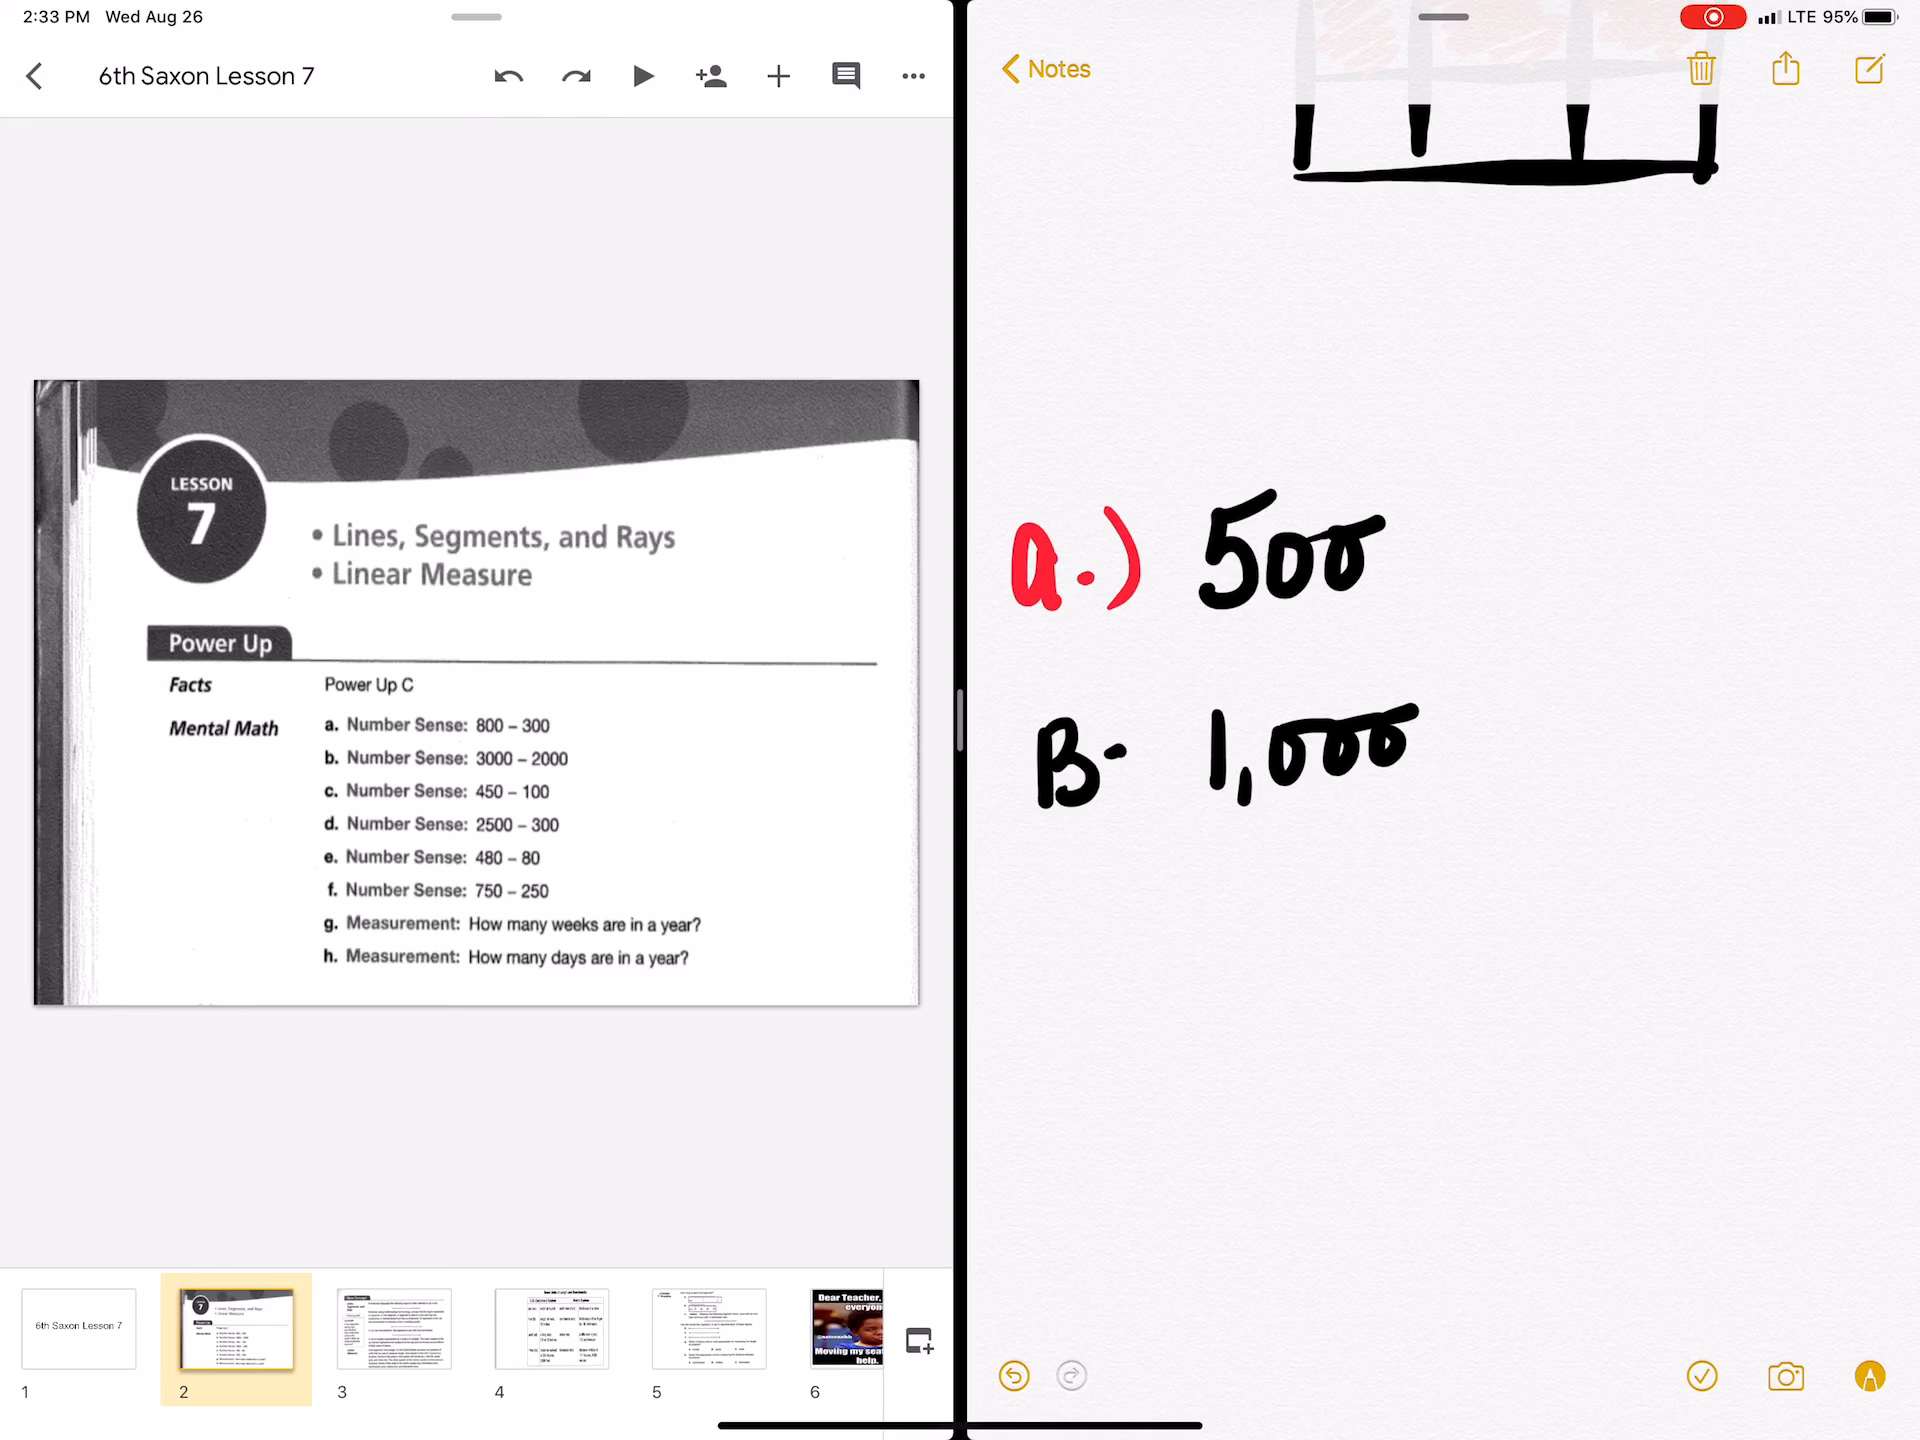 2:33 PM Wed Aug 26
LTE 95%
6th Saxon Lesson 7
Notes
LESSON
7
• Lines, Segments, and Rays
• Linear Measure
Power Up
Facts Power Up C
Mental Math a. Number Sense: 800 – 300
b. Number Sense: 3000 – 2000
c. Number Sense: 450 – 100
d. Number Sense: 2500 – 300
e. Number Sense: 480 – 80
f. Number Sense: 750 – 250
g. Measurement: How many weeks are in a year?
h. Measurement: How many days are in a year?
a.) 500
B- 1,000
6th Saxon Lesson 7
Dear Teacher,
everyon
Moving my sea
help.
1
2
3
4
5
6